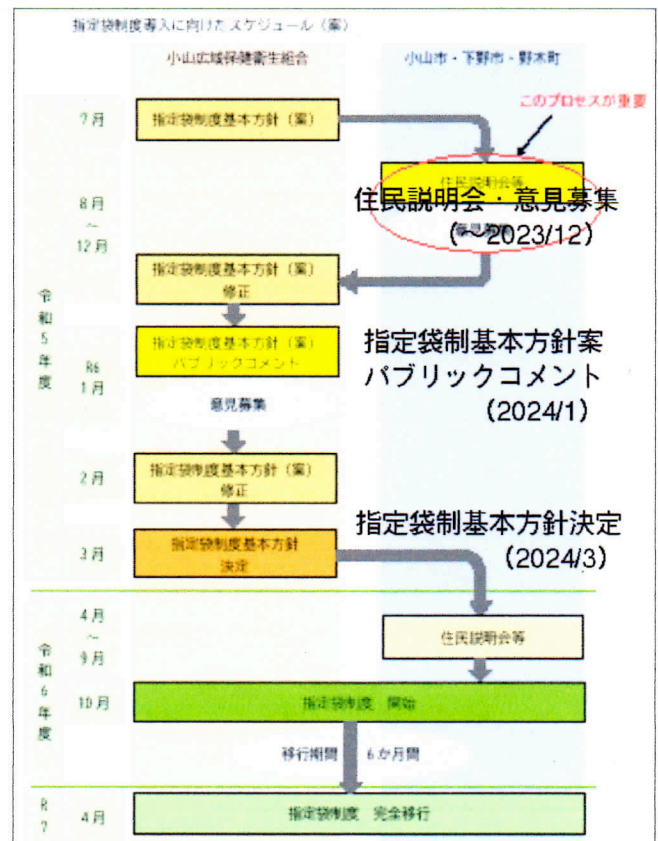 指定袋制度導入に向けたスケジュール（案）
小山広域保健衛生組合
小山市・下野市・野木町
このプロセスが重要
令和5年度
7月
指定袋制度基本方針（案）
住民説明会等
8月
～
12月
住民説明会・意見募集
（～2023/12）
意見募集
指定袋制度基本方針（案）
修正
R6
1月
指定袋制度基本方針（案）
パブリックコメント
指定袋制基本方針案
パブリックコメント
（2024/1）
意見募集
2月
指定袋制度基本方針（案）
修正
3月
指定袋制度基本方針
決定
指定袋制基本方針決定
（2024/3）
令和6年度
4月
～
9月
住民説明会等
10月
指定袋制度　開始
移行期間　6か月間
R7
4月
指定袋制度　完全移行